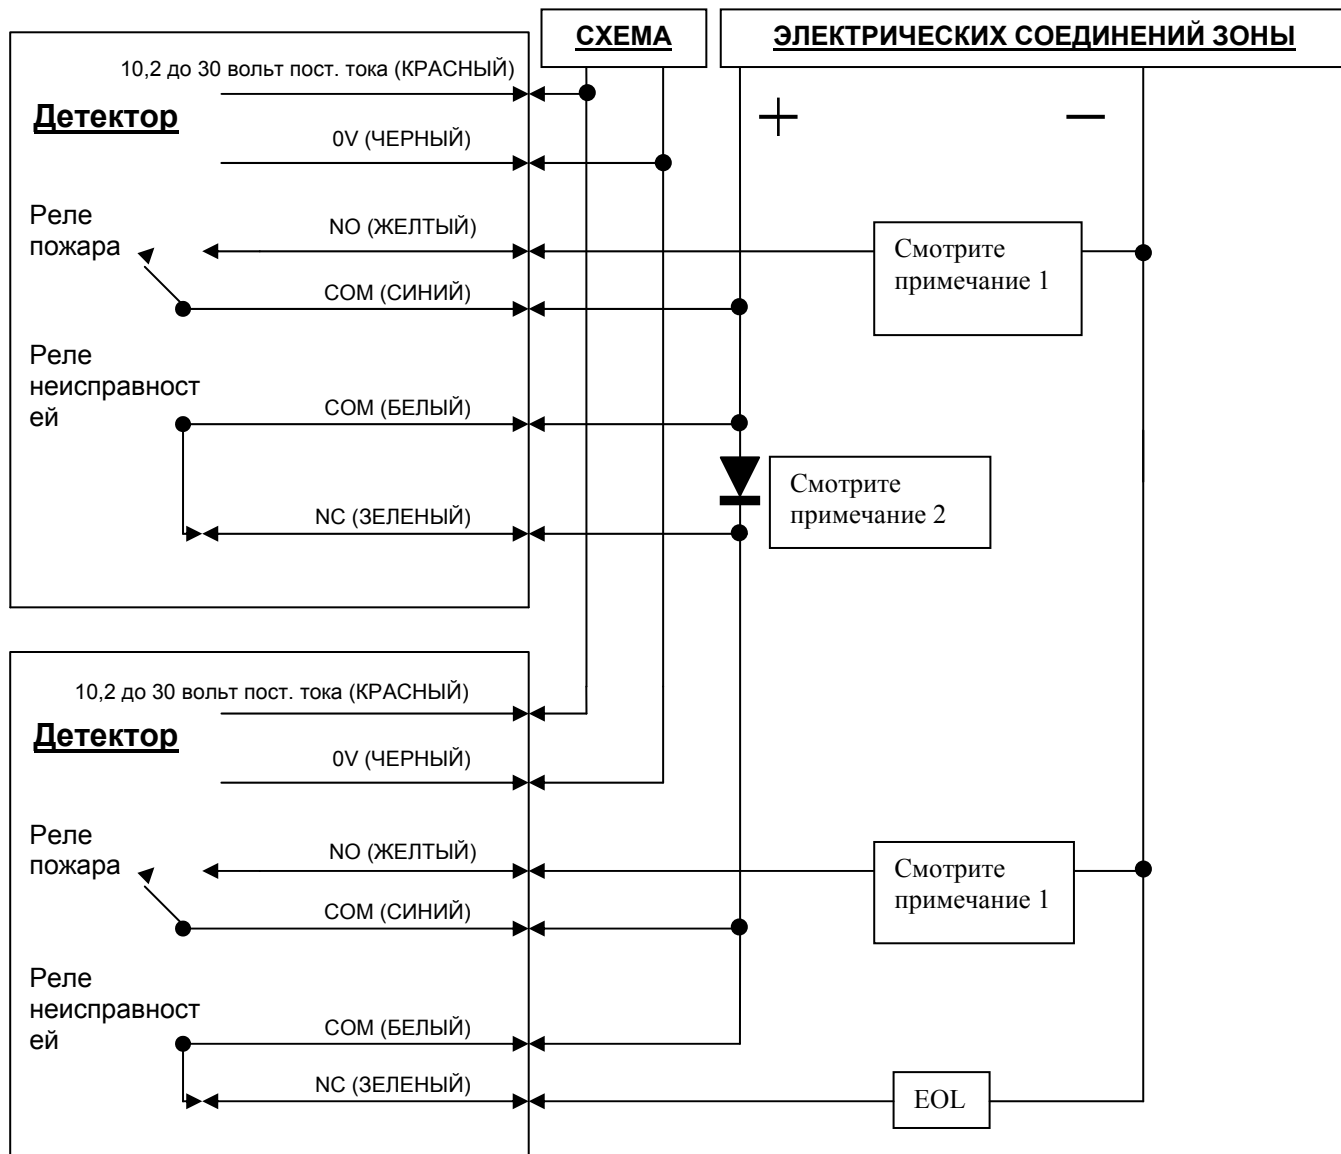 СХЕМА
ЭЛЕКТРИЧЕСКИХ СОЕДИНЕНИЙ ЗОНЫ
10,2 до 30 вольт пост. тока (КРАСНЫЙ)
Детектор
0V (ЧЕРНЫЙ)
+
−
Реле
пожара
NO (ЖЕЛТЫЙ)
Смотрите
примечание 1
COM (СИНИЙ)
Реле
неисправност
ей
COM (БЕЛЫЙ)
Смотрите
примечание 2
NC (ЗЕЛЕНЫЙ)
10,2 до 30 вольт пост. тока (КРАСНЫЙ)
Детектор
0V (ЧЕРНЫЙ)
Реле
пожара
NO (ЖЕЛТЫЙ)
Смотрите
примечание 1
COM (СИНИЙ)
Реле
неисправност
ей
COM (БЕЛЫЙ)
NC (ЗЕЛЕНЫЙ)
EOL